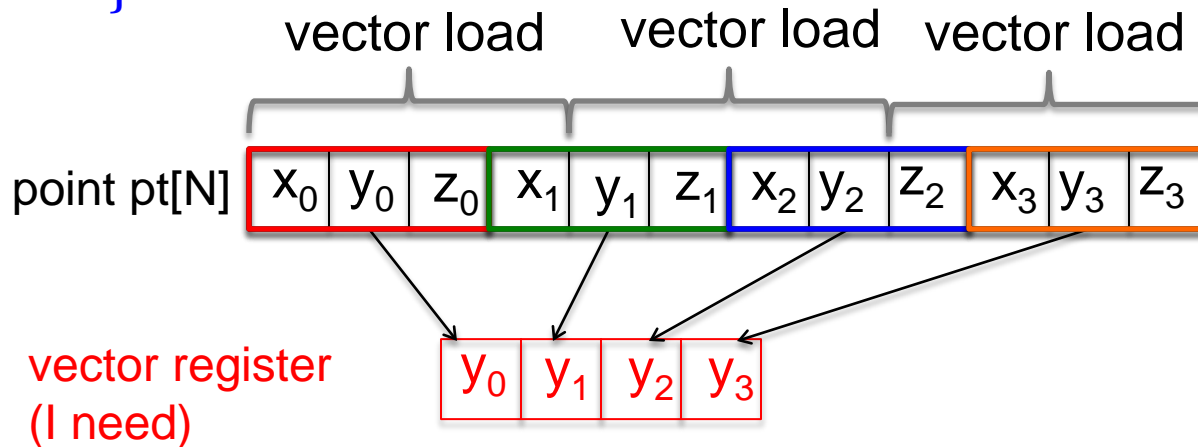 }
vector load vector load vector load
point pt[N] x₀ y₀ z₀ x₁ y₁ z₁ x₂ y₂ z₂ x₃ y₃ z₃
vector register y₀ y₁ y₂ y₃
(I need)